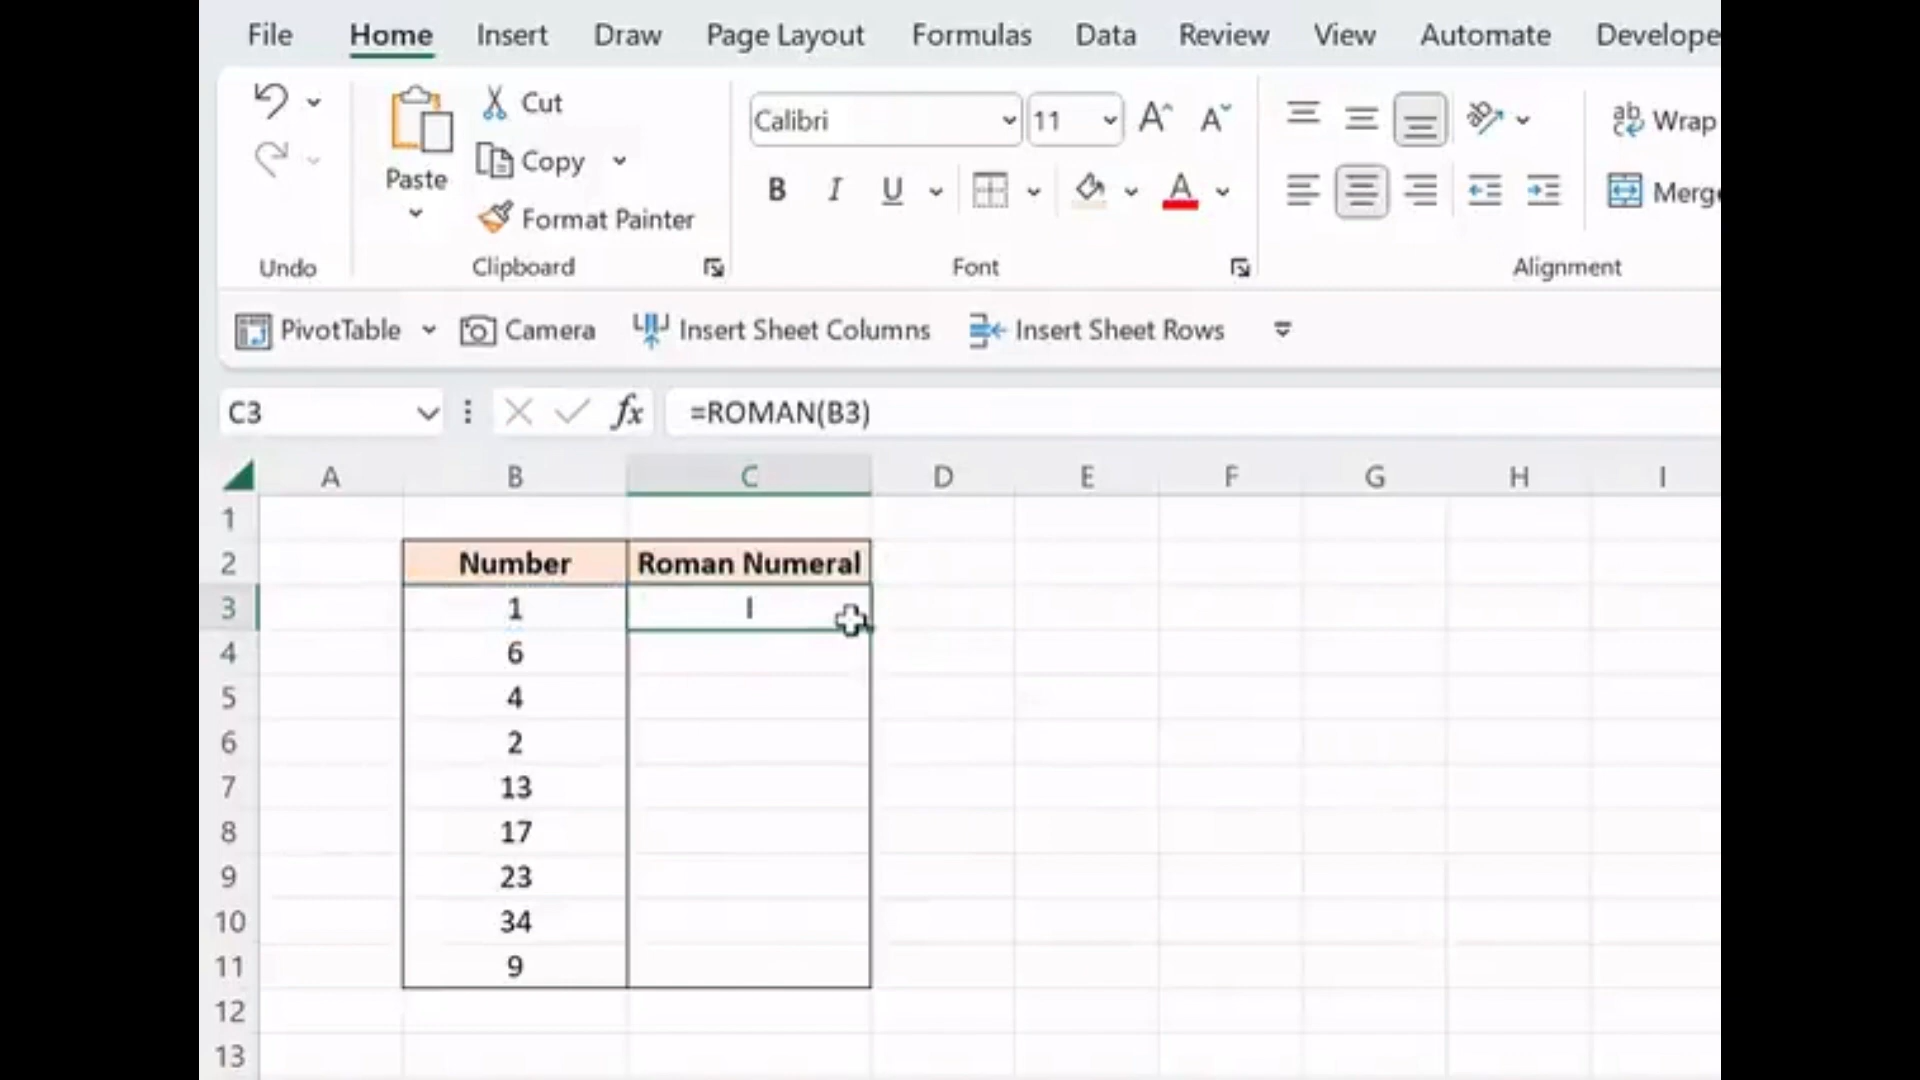 File Home Insert Draw Page Layout Formulas Data Review View Automate Develope
Paste
Cut
Copy
Format Painter
Calibri 11
B I U
Wrap
Merg
Undo Clipboard Font Alignment
PivotTable Camera Insert Sheet Columns Insert Sheet Rows
C3 fx =ROMAN(B3)
A B C D E F G H I
1
2 Number Roman Numeral
3 1 I
4 6
5 4
6 2
7 13
8 17
9 23
10 34
11 9
12
13